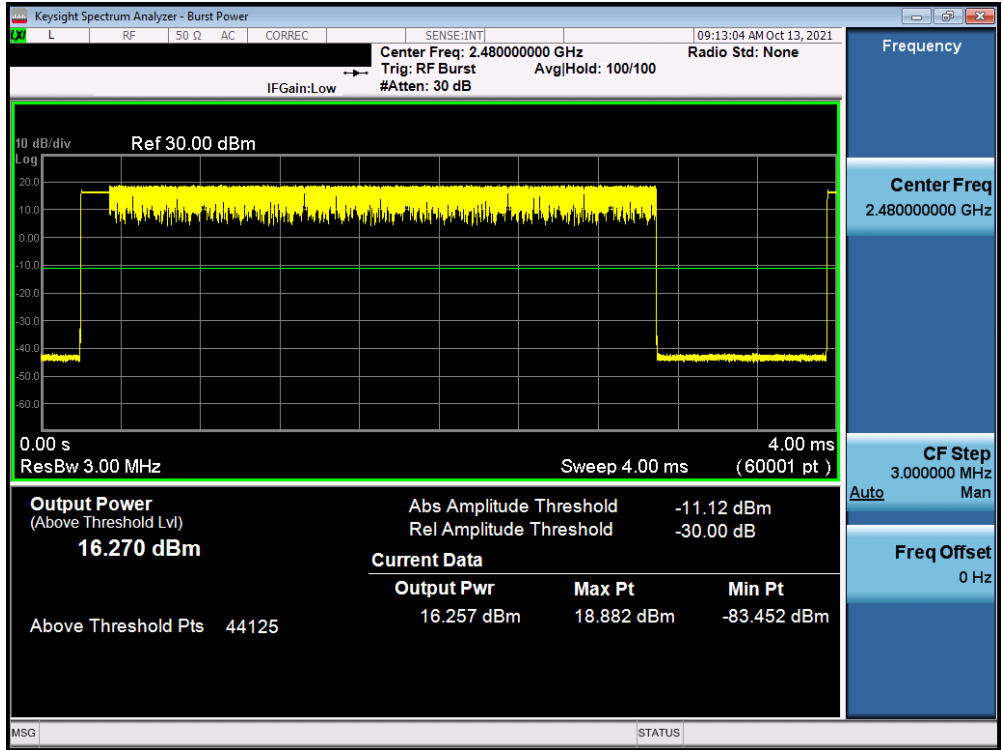 Keysight Spectrum Analyzer - Burst Power
LXI L RF 50 Ω AC CORREC SENSE:INT 09:13:04 AM Oct 13, 2021
Center Freq: 2.480000000 GHz Radio Std: None
Trig: RF Burst Avg|Hold: 100/100
IFGain:Low #Atten: 30 dB
Frequency
10 dB/div Ref 30.00 dBm
Log
20.0
10.0
0.00
-10.0
-20.0
-30.0
-40.0
-50.0
-60.0
0.00 s 4.00 ms
ResBw 3.00 MHz Sweep 4.00 ms (60001 pt)
Center Freq
2.480000000 GHz
CF Step
3.000000 MHz
Auto Man
Freq Offset
0 Hz
Output Power
(Above Threshold Lvl)
16.270 dBm
Above Threshold Pts 44125
Abs Amplitude Threshold -11.12 dBm
Rel Amplitude Threshold -30.00 dB
Current Data
Output Pwr Max Pt Min Pt
16.257 dBm 18.882 dBm -83.452 dBm
MSG STATUS